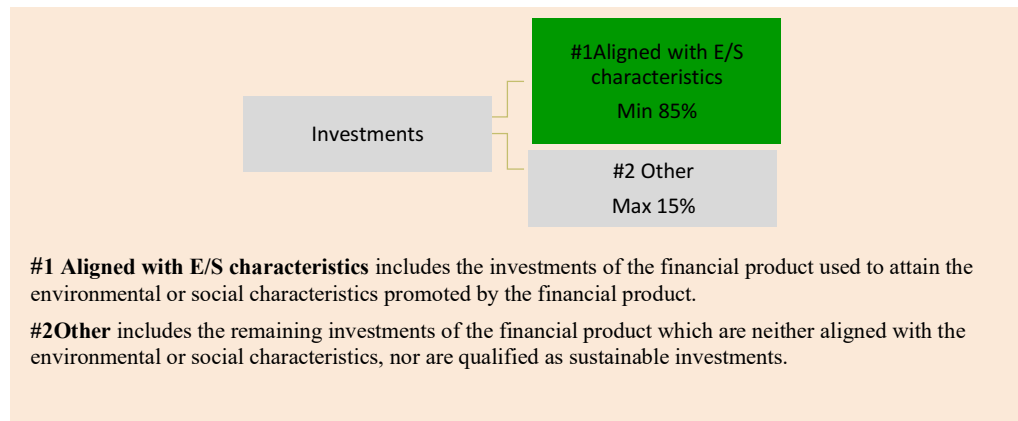 #1Aligned with E/S
characteristics
Min 85%
Investments
#2 Other
Max 15%
#1 Aligned with E/S characteristics includes the investments of the financial product used to attain the
environmental or social characteristics promoted by the financial product.
#2Other includes the remaining investments of the financial product which are neither aligned with the
environmental or social characteristics, nor are qualified as sustainable investments.